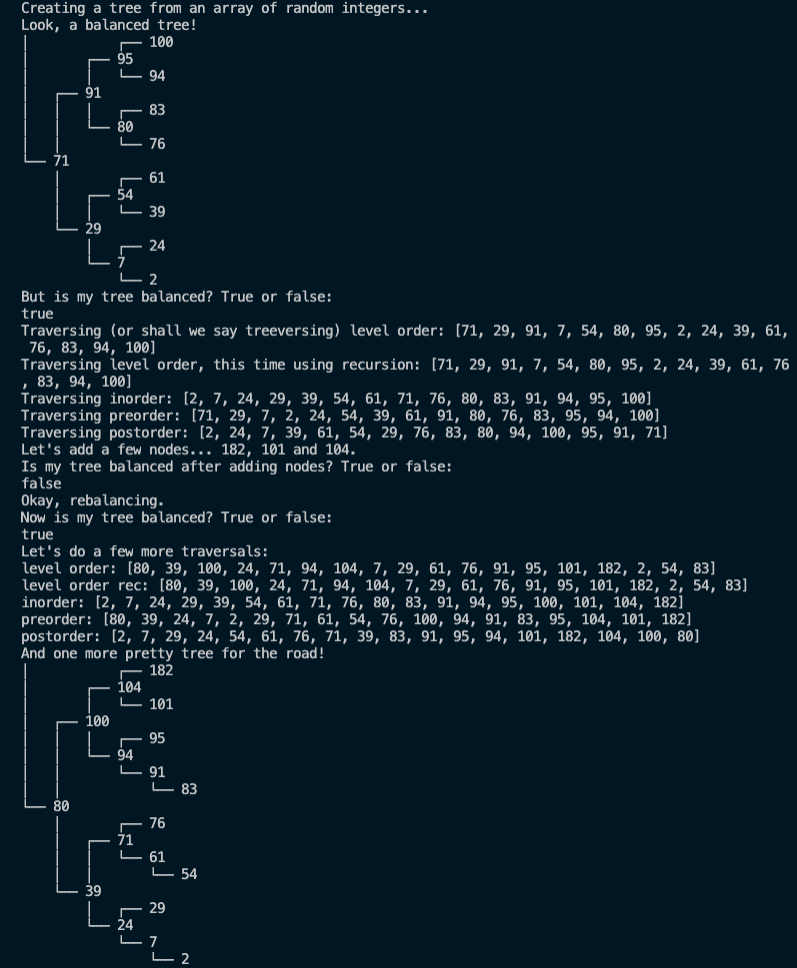 Creating a tree from an array of random integers...
Look, a balanced tree!
│           ┌── 100
│       ┌── 95
│       │   └── 94
│   ┌── 91
│   │   │   ┌── 83
│   │   └── 80
│   │       └── 76
└── 71
    │       ┌── 61
    │   ┌── 54
    │   │   └── 39
    └── 29
        │   ┌── 24
        └── 7
            └── 2
But is my tree balanced? True or false:
true
Traversing (or shall we say treeversing) level order: [71, 29, 91, 7, 54, 80, 95, 2, 24, 39, 61,
 76, 83, 94, 100]
Traversing level order, this time using recursion: [71, 29, 91, 7, 54, 80, 95, 2, 24, 39, 61, 76
, 83, 94, 100]
Traversing inorder: [2, 7, 24, 29, 39, 54, 61, 71, 76, 80, 83, 91, 94, 95, 100]
Traversing preorder: [71, 29, 7, 2, 24, 54, 39, 61, 91, 80, 76, 83, 95, 94, 100]
Traversing postorder: [2, 24, 7, 39, 61, 54, 29, 76, 83, 80, 94, 100, 95, 91, 71]
Let's add a few nodes... 182, 101 and 104.
Is my tree balanced after adding nodes? True or false:
false
Okay, rebalancing.
Now is my tree balanced? True or false:
true
Let's do a few more traversals:
level order: [80, 39, 100, 24, 71, 94, 104, 7, 29, 61, 76, 91, 95, 101, 182, 2, 54, 83]
level order rec: [80, 39, 100, 24, 71, 94, 104, 7, 29, 61, 76, 91, 95, 101, 182, 2, 54, 83]
inorder: [2, 7, 24, 29, 39, 54, 61, 71, 76, 80, 83, 91, 94, 95, 100, 101, 104, 182]
preorder: [80, 39, 24, 7, 2, 29, 71, 61, 54, 76, 100, 94, 91, 83, 95, 104, 101, 182]
postorder: [2, 7, 29, 24, 54, 61, 76, 71, 39, 83, 91, 95, 94, 101, 182, 104, 100, 80]
And one more pretty tree for the road!
│           ┌── 182
│       ┌── 104
│       │   └── 101
│   ┌── 100
│   │   │   ┌── 95
│   │   └── 94
│   │       └── 91
│   │           └── 83
└── 80
    │       ┌── 76
    │   ┌── 71
    │   │   └── 61
    │   │       └── 54
    └── 39
        │   ┌── 29
        └── 24
            └── 7
                └── 2